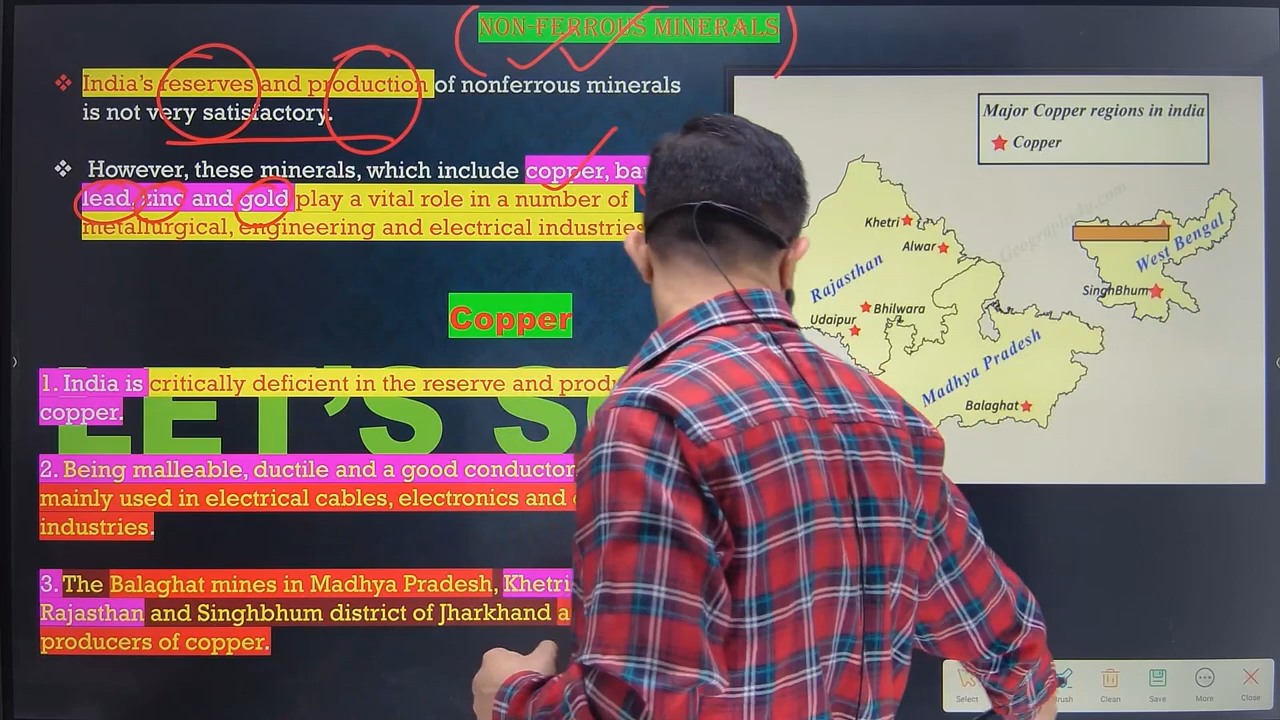 NON-FERROUS MINERALS
India's reserves and production of nonferrous minerals
is not very satisfactory.
However, these minerals, which include copper,
lead, zinc and gold play a vital role in a number of
metallurgical, engineering and electrical industries
Copper
1. India is critically deficient in the reserve and
copper.
LET'S
2. Being malleable, ductile and a good conductor
mainly used in electrical cables, electronics and
industries.
3. The Balaghat mines in Madhya Pradesh, Khetri
Rajasthan and Singhbhum district of Jharkhand
producers of copper.
Major Copper regions in india
Copper
Khetri
Alwar
Rajasthan
Bhilwara
Udaipur
Madhya Pradesh
Balaghat
West Bengal
SinghBhum
Select
Clean
Save
More
Close